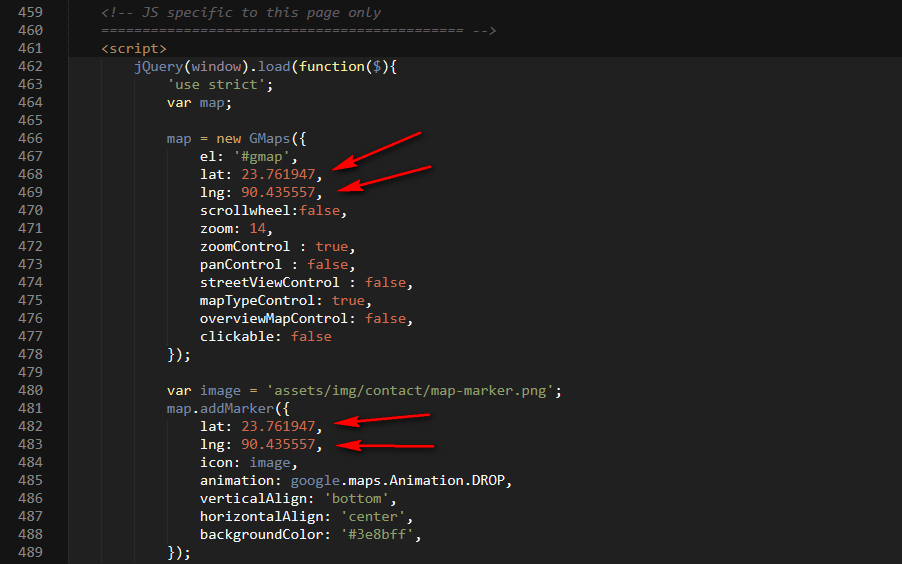 459 <!-- JS specific to this page only
460 ============================================ -->
461 <script>
462 jQuery(window).load(function($){
463 'use strict';
464 var map;
465
466 map = new GMaps({
467 el: '#gmap',
468 lat: 23.761947,
469 lng: 90.435557,
470 scrollwheel:false,
471 zoom: 14,
472 zoomControl : true,
473 panControl : false,
474 streetViewControl : false,
475 mapTypeControl: true,
476 overviewMapControl: false,
477 clickable: false
478 });
479
480 var image = 'assets/img/contact/map-marker.png';
481 map.addMarker({
482 lat: 23.761947,
483 lng: 90.435557,
484 icon: image,
485 animation: google.maps.Animation.DROP,
486 verticalAlign: 'bottom',
487 horizontalAlign: 'center',
488 backgroundColor: '#3e8bff',
489 });